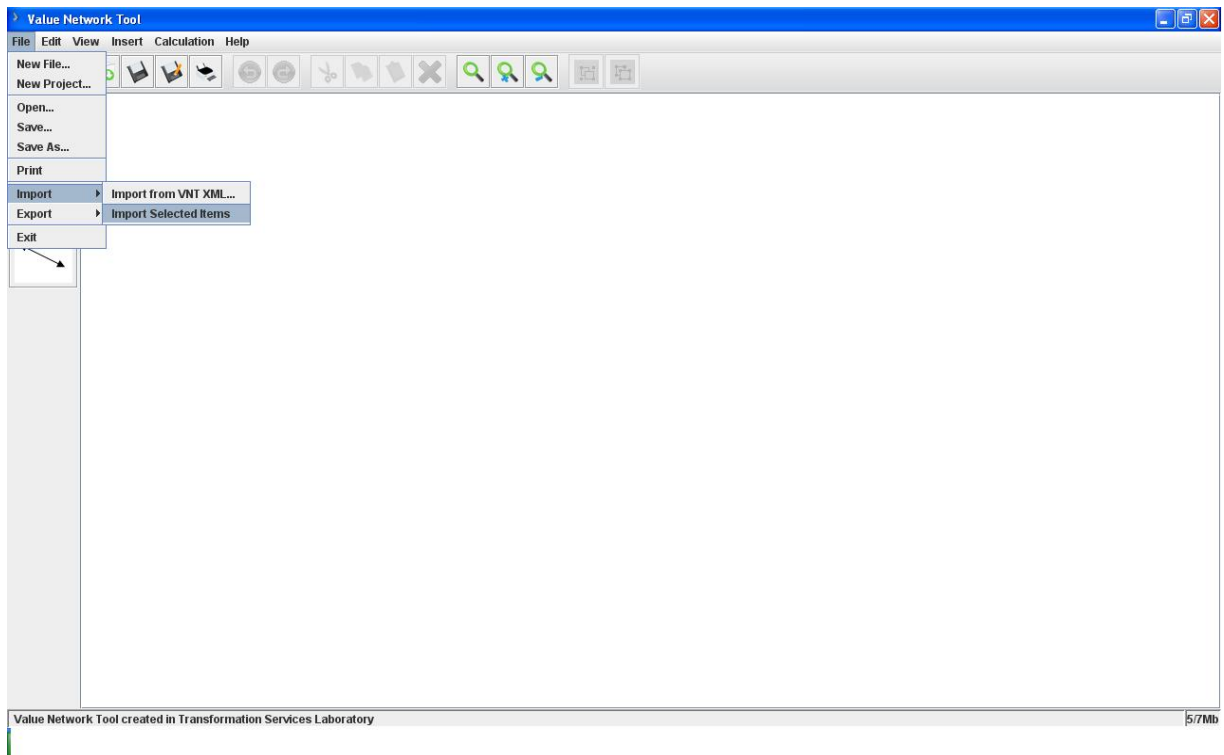 Value Network Tool
File Edit View Insert Calculation Help
New File...
New Project...
Open...
Save...
Save As...
Print
Import Import from VNT XML...
Export Import Selected Items
Exit
Value Network Tool created in Transformation Services Laboratory 5/7Mb